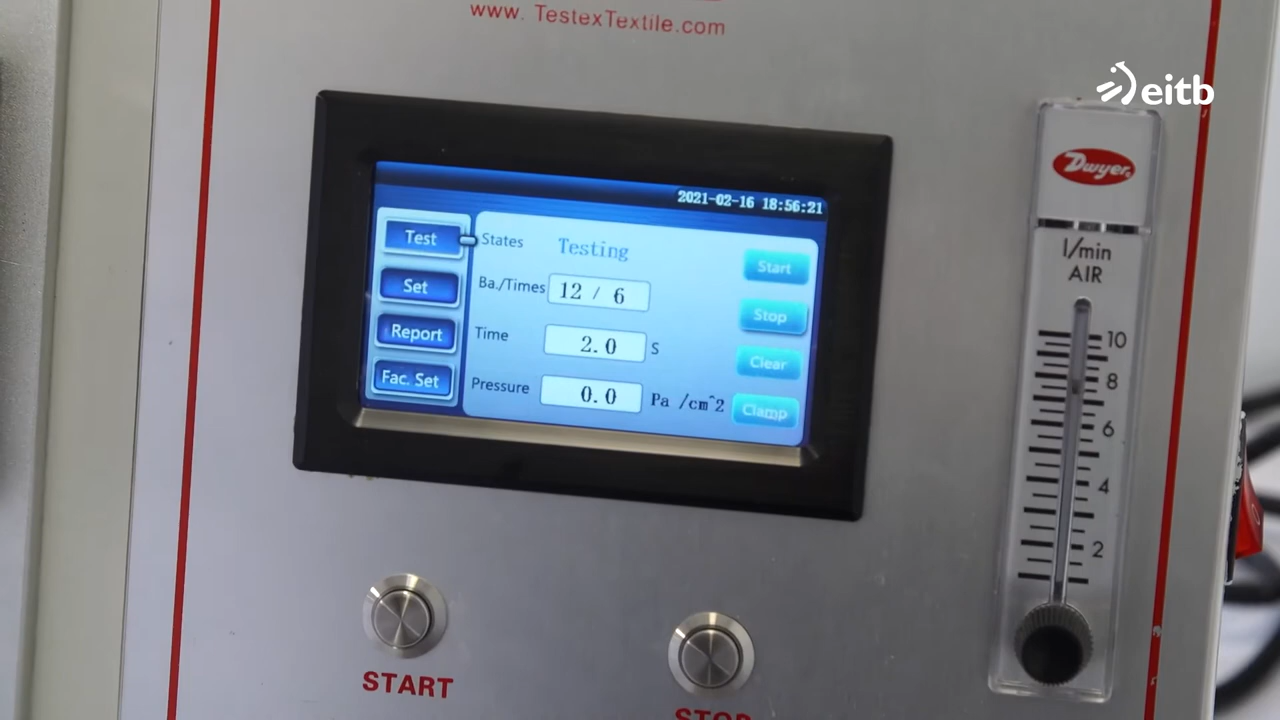 www. TestexTextile.com
eitb
Dwyer
2021-02-16 18:56:21
Test
States
Testing
Start
Set
Ba./Times
12 / 6
Stop
Report
Time
2.0
S
Clear
Fac. Set
Pressure
0.0
Pa /cm^2
Clamp
l/min
AIR
10
8
6
4
2
START
STOP